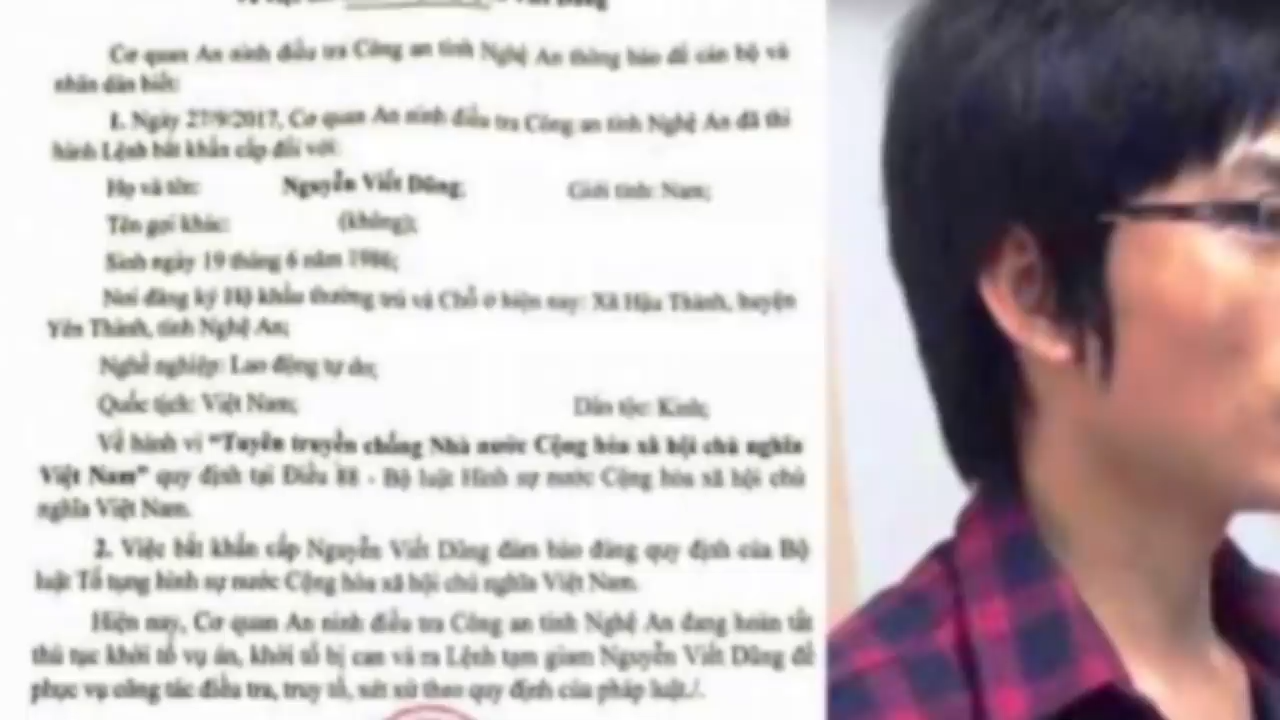 Viết Dũng
Cơ quan An ninh điều tra Công an tỉnh Nghệ An thông báo để cán bộ và
nhân dân biết:
1. Ngày 27/9/2017, Cơ quan An ninh điều tra Công an tỉnh Nghệ An đã thi
hành Lệnh bắt khẩn cấp đối với:
Họ và tên: Nguyễn Viết Dũng; Giới tính: Nam;
Tên gọi khác: (không);
Sinh ngày 19 tháng 6 năm 1986;
Nơi đăng ký Hộ khẩu thường trú và Chỗ ở hiện nay: Xã Hậu Thành, huyện
Yên Thành, tỉnh Nghệ An;
Nghề nghiệp: Lao động tự do;
Quốc tịch: Việt Nam; Dân tộc: Kinh;
Về hành vi "Tuyên truyền chống Nhà nước Cộng hòa xã hội chủ nghĩa
Việt Nam" quy định tại Điều 88 - Bộ luật Hình sự nước Cộng hòa xã hội chủ
nghĩa Việt Nam.
2. Việc bắt khẩn cấp Nguyễn Viết Dũng đảm bảo đúng quy định của Bộ
luật Tố tụng hình sự nước Cộng hòa xã hội chủ nghĩa Việt Nam.
Hiện nay, Cơ quan An ninh điều tra Công an tỉnh Nghệ An đang hoàn tất
thủ tục khởi tố vụ án, khởi tố bị can và ra Lệnh tạm giam Nguyễn Viết Dũng để
phục vụ công tác điều tra, truy tố, xét xử theo quy định của pháp luật./.